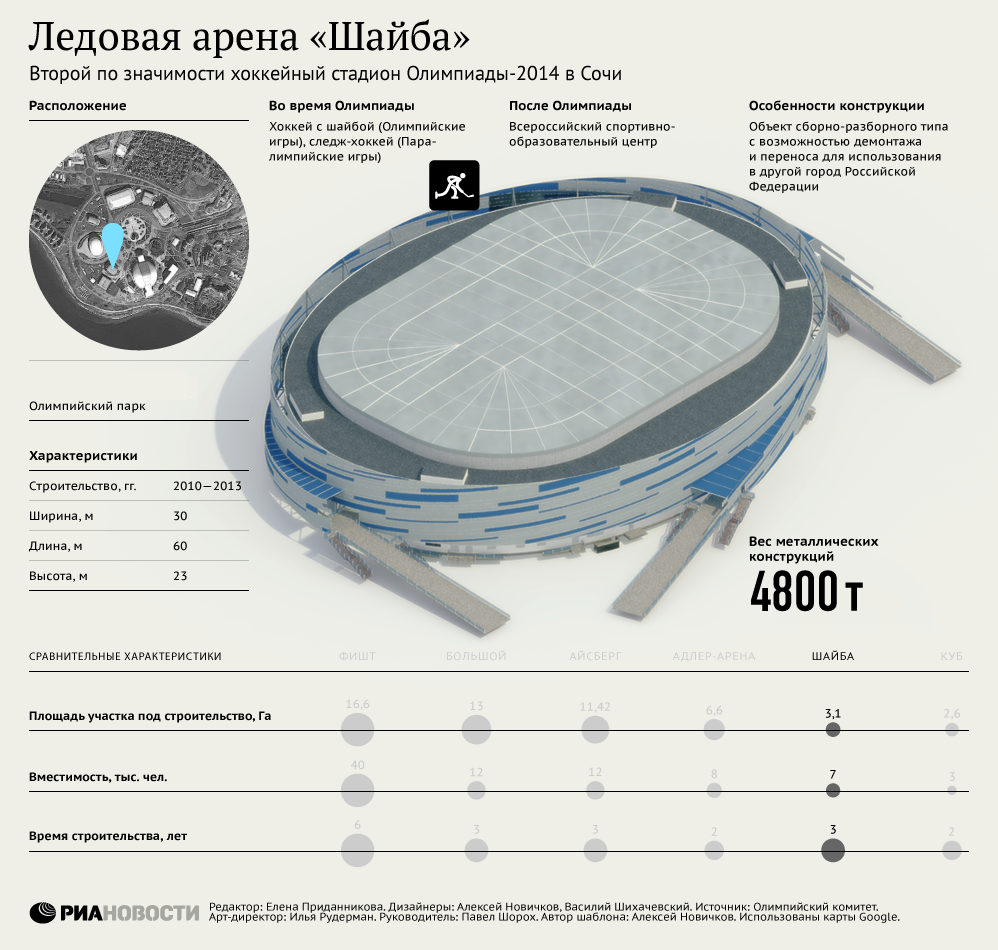 Ледовая арена «Шайба»
Второй по значимости хоккейный стадион Олимпиады-2014 в Сочи
Расположение
Олимпийский парк
Характеристики
Строительство, гг. 2010—2013
Ширина, м 30
Длина, м 60
Высота, м 23
Во время Олимпиады
Хоккей с шайбой (Олимпийские
игры), следж-хоккей (Пара-
лимпийские игры)
После Олимпиады
Всероссийский спортивно-
образовательный центр
Особенности конструкции
Объект сборно-разборного типа
с возможностью демонтажа
и переноса для использования
в другой город Российской
Федерации
Вес металлических
конструкций
4800 т
СРАВНИТЕЛЬНЫЕ ХАРАКТЕРИСТИКИ ФИШТ БОЛЬШОЙ АЙСБЕРГ АДЛЕР-АРЕНА ШАЙБА КУБ
Площадь участка под строительство, Га 16,6 13 11,42 6,6 3,1 2,6
Вместимость, тыс. чел. 40 12 12 8 7 3
Время строительства, лет 6 3 3 2 3 2
РИАНОВОСТИ
Редактор: Елена Приданникова. Дизайнеры: Алексей Новичков, Василий Шихачевский. Источник: Олимпийский комитет.
Арт-директор: Илья Рудерман. Руководитель: Павел Шорох. Автор шаблона: Алексей Новичков. Использованы карты Google.